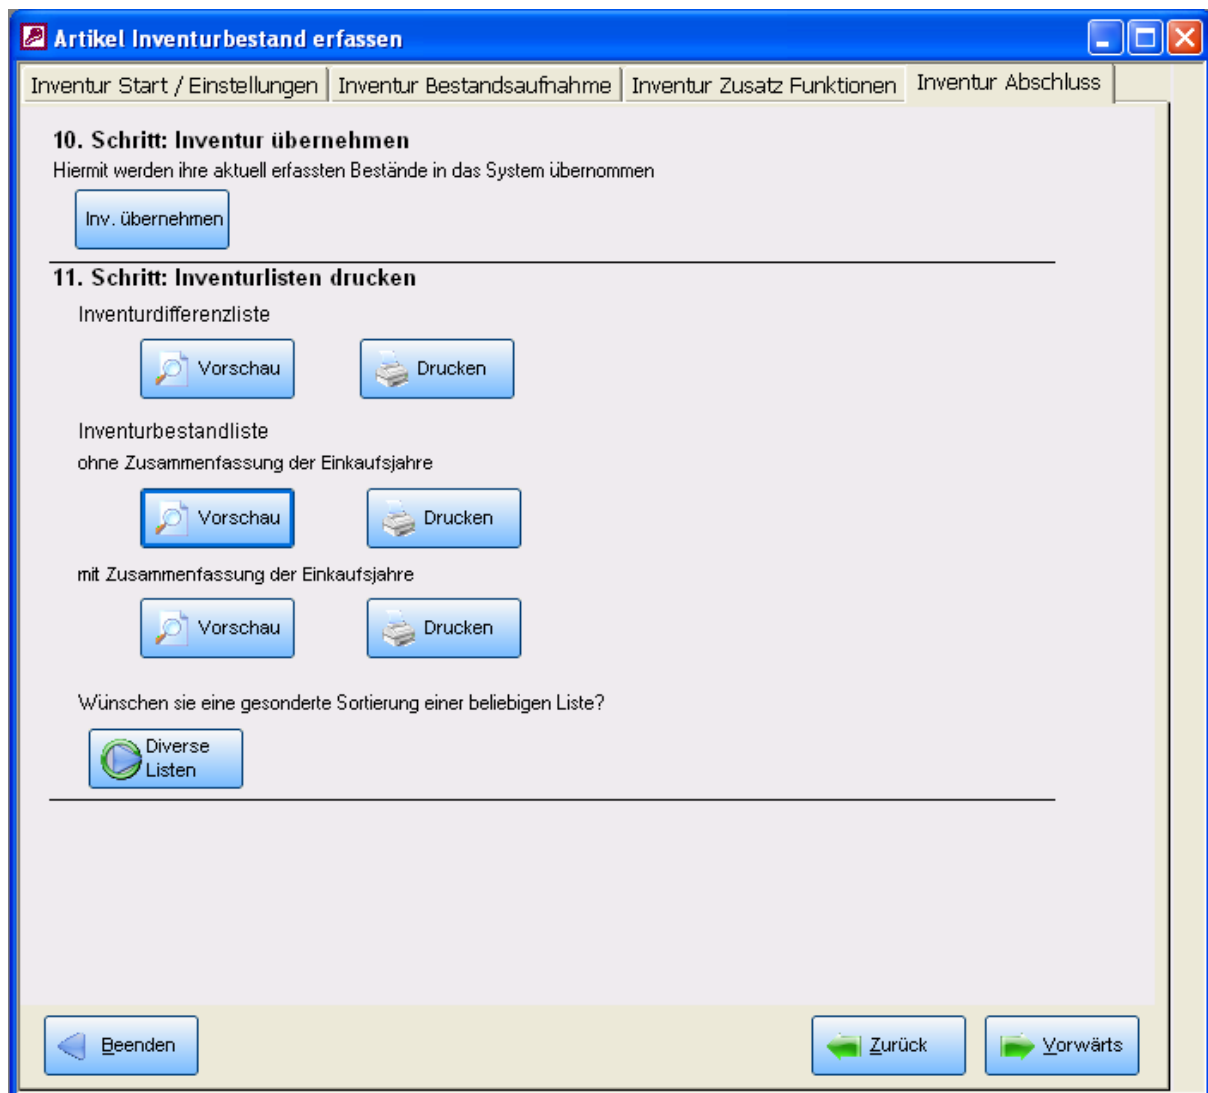 Artikel Inventurbestand erfassen
Inventur Start / Einstellungen Inventur Bestandsaufnahme Inventur Zusatz Funktionen Inventur Abschluss
10. Schritt: Inventur übernehmen
Hiermit werden ihre aktuell erfassten Bestände in das System übernommen
Inv. übernehmen
11. Schritt: Inventurlisten drucken
Inventurdifferenzliste
Vorschau Drucken
Inventurbestandliste
ohne Zusammenfassung der Einkaufsjahre
Vorschau Drucken
mit Zusammenfassung der Einkaufsjahre
Vorschau Drucken
Wünschen sie eine gesonderte Sortierung einer beliebigen Liste?
Diverse
Listen
Beenden Zurück Vorwärts